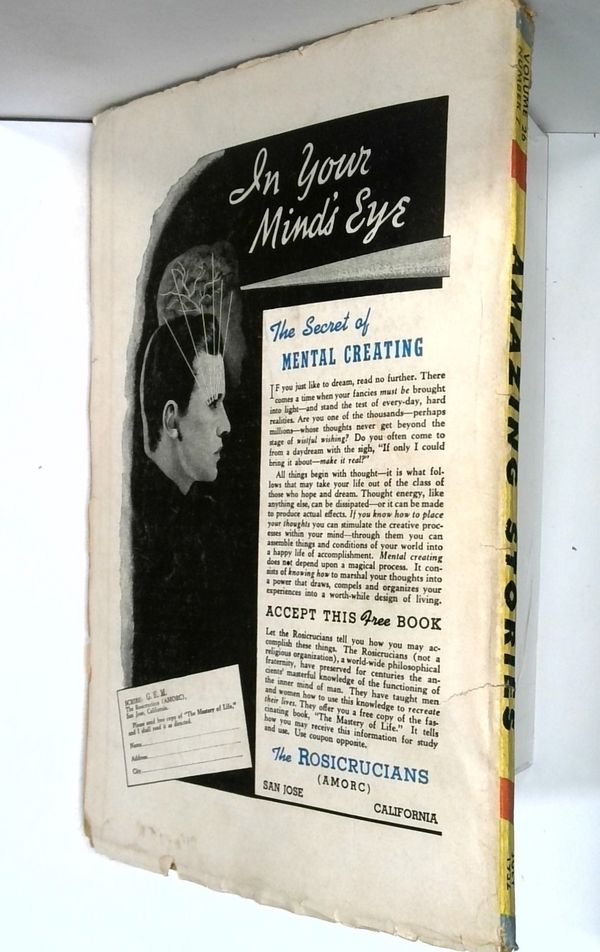 In Your
Mind's Eye
The Secret of
MENTAL CREATING
IF you just like to dream, read no further. There
comes a time when your fancies must be brought
into light—and stand the test of every-day, hard
realities. Are you one of the thousands—perhaps
millions—whose thoughts never get beyond the
stage of wistful wishing? Do you often come to
from a daydream with the sigh, "If only I could
bring it about—make it real?"
All things begin with thought—it is what fol-
lows that may take your life out of the class of
those who hope and dream. Thought energy, like
anything else, can be dissipated—or it can be made
to produce actual effects. If you know how to place
your thoughts you can stimulate the creative proc-
esses within your mind—through them you can
assemble things and conditions of your world into
a happy life of accomplishment. Mental creating
does not depend upon a magical process. It con-
sists of knowing how to marshal your thoughts into
a power that draws, compels and organizes your
experiences into a worth-while design of living.
ACCEPT THIS Free BOOK
Let the Rosicrucians tell you how you may ac-
complish these things. The Rosicrucians (not a
religious organization), a world-wide philosophical
fraternity, have preserved for centuries the an-
cients' masterful knowledge of the functioning of
the inner mind of man. They have taught men
and women how to use this knowledge to recreate
their lives. They offer you a free copy of the fas-
cinating book, "The Mastery of Life." It tells
how you may receive this information for study
and use. Use coupon opposite.
The ROSICRUCIANS
(AMORC)
SAN JOSE
CALIFORNIA
SCRIBE: G. E. M.
The Rosicrucians (AMORC),
San Jose, California.
Please send free copy of "The Mastery of Life,"
and I shall read it as directed.
Name
Address
City
VOLUME 26
NUMBER
AMAZING STORIES